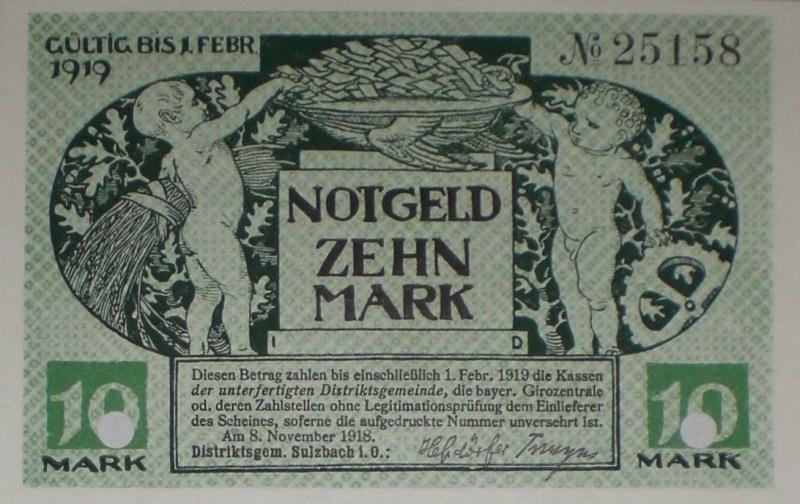 GÜLTIG BIS 1. FEBR.
1919
№ 25158
NOTGELD
ZEHN
MARK
I D
Diesen Betrag zahlen bis einschließlich 1. Febr. 1919 die Kassen
der unterfertigten Distriktsgemeinde, die bayer. Girozentrale
od. deren Zahlstellen ohne Legitimationsprüfung dem Einlieferer
des Scheines, soferne die aufgedruckte Nummer unversehrt ist.
Am 8. November 1918.
Distriktsgem. Sulzbach i. O.:
10
MARK
10
MARK